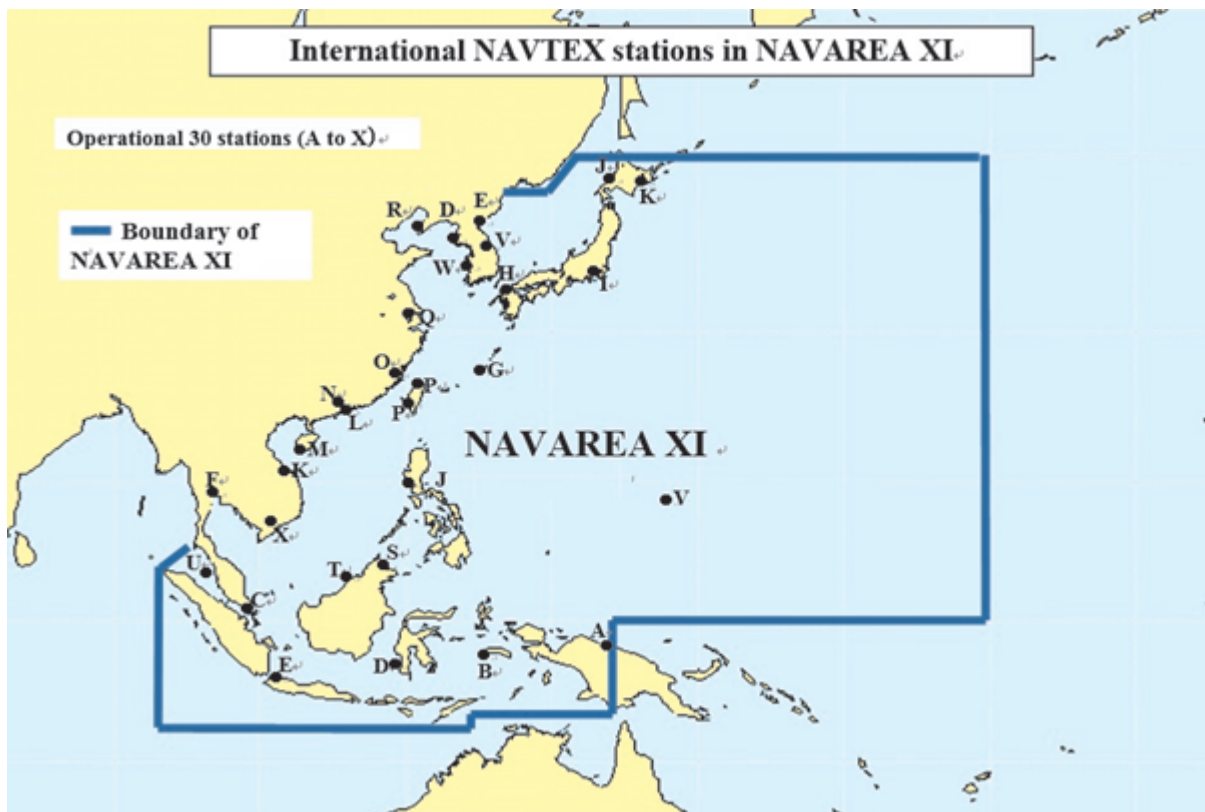 International NAVTEX stations in NAVAREA XI↵
Operational 30 stations (A to X)↵
Boundary of
NAVAREA XI↵
J↵
K↵
R↵
D↵
E↵
V↵
W↵
H↵
I↵
Q↵
O↵
P↵
G↵
N↵
L↵
P↵
NAVAREA XI↵
M↵
K↵
F↵
J↵
V↵
X↵
S↵
U↵
T↵
C↵
A↵
D↵
B↵
E↵